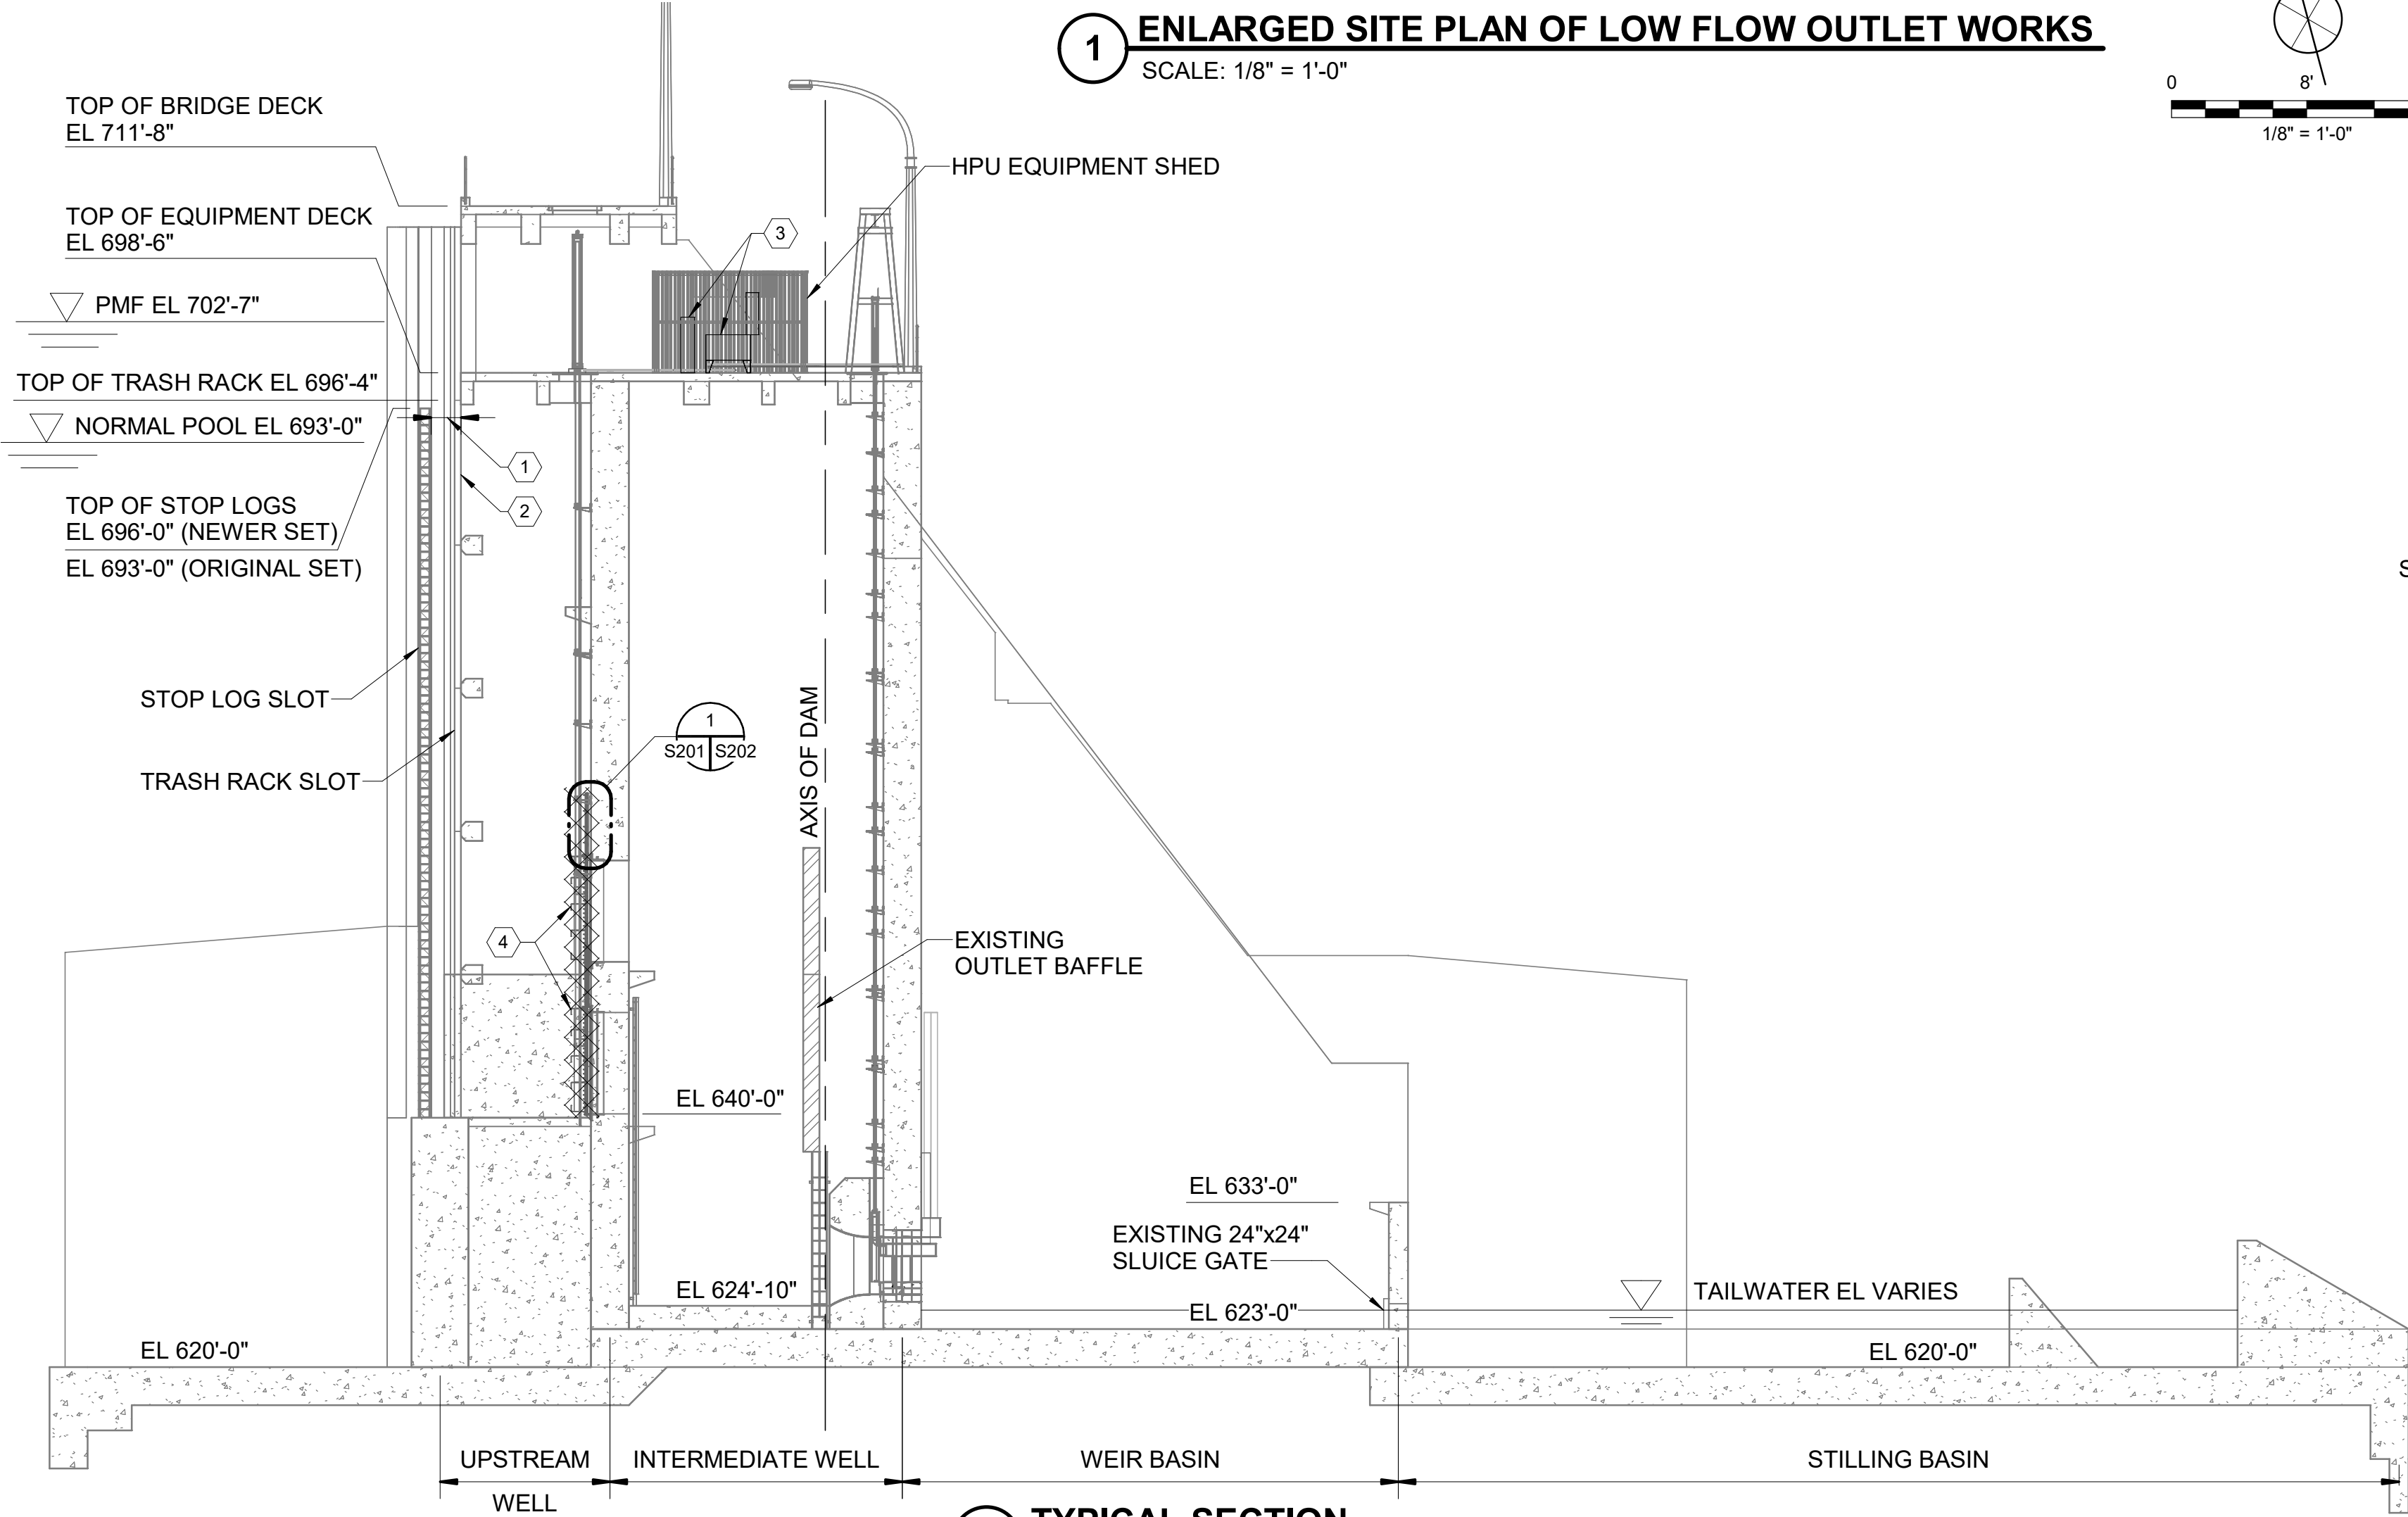 1
ENLARGED SITE PLAN OF LOW FLOW OUTLET WORKS
SCALE: 1/8" = 1'-0"
0
8'
1/8" = 1'-0"
TOP OF BRIDGE DECK
EL 711'-8"
HPU EQUIPMENT SHED
TOP OF EQUIPMENT DECK
EL 698'-6"
3
PMF EL 702'-7"
TOP OF TRASH RACK EL 696'-4"
NORMAL POOL EL 693'-0"
1
2
TOP OF STOP LOGS
EL 696'-0" (NEWER SET)
EL 693'-0" (ORIGINAL SET)
STOP LOG SLOT
TRASH RACK SLOT
1
S201
S202
AXIS OF DAM
4
EXISTING
OUTLET BAFFLE
EL 640'-0"
EL 633'-0"
EXISTING 24"x24"
SLUICE GATE
EL 624'-10"
EL 623'-0"
TAILWATER EL VARIES
EL 620'-0"
EL 620'-0"
UPSTREAM
WELL
INTERMEDIATE WELL
WEIR BASIN
STILLING BASIN
TYPICAL SECTION